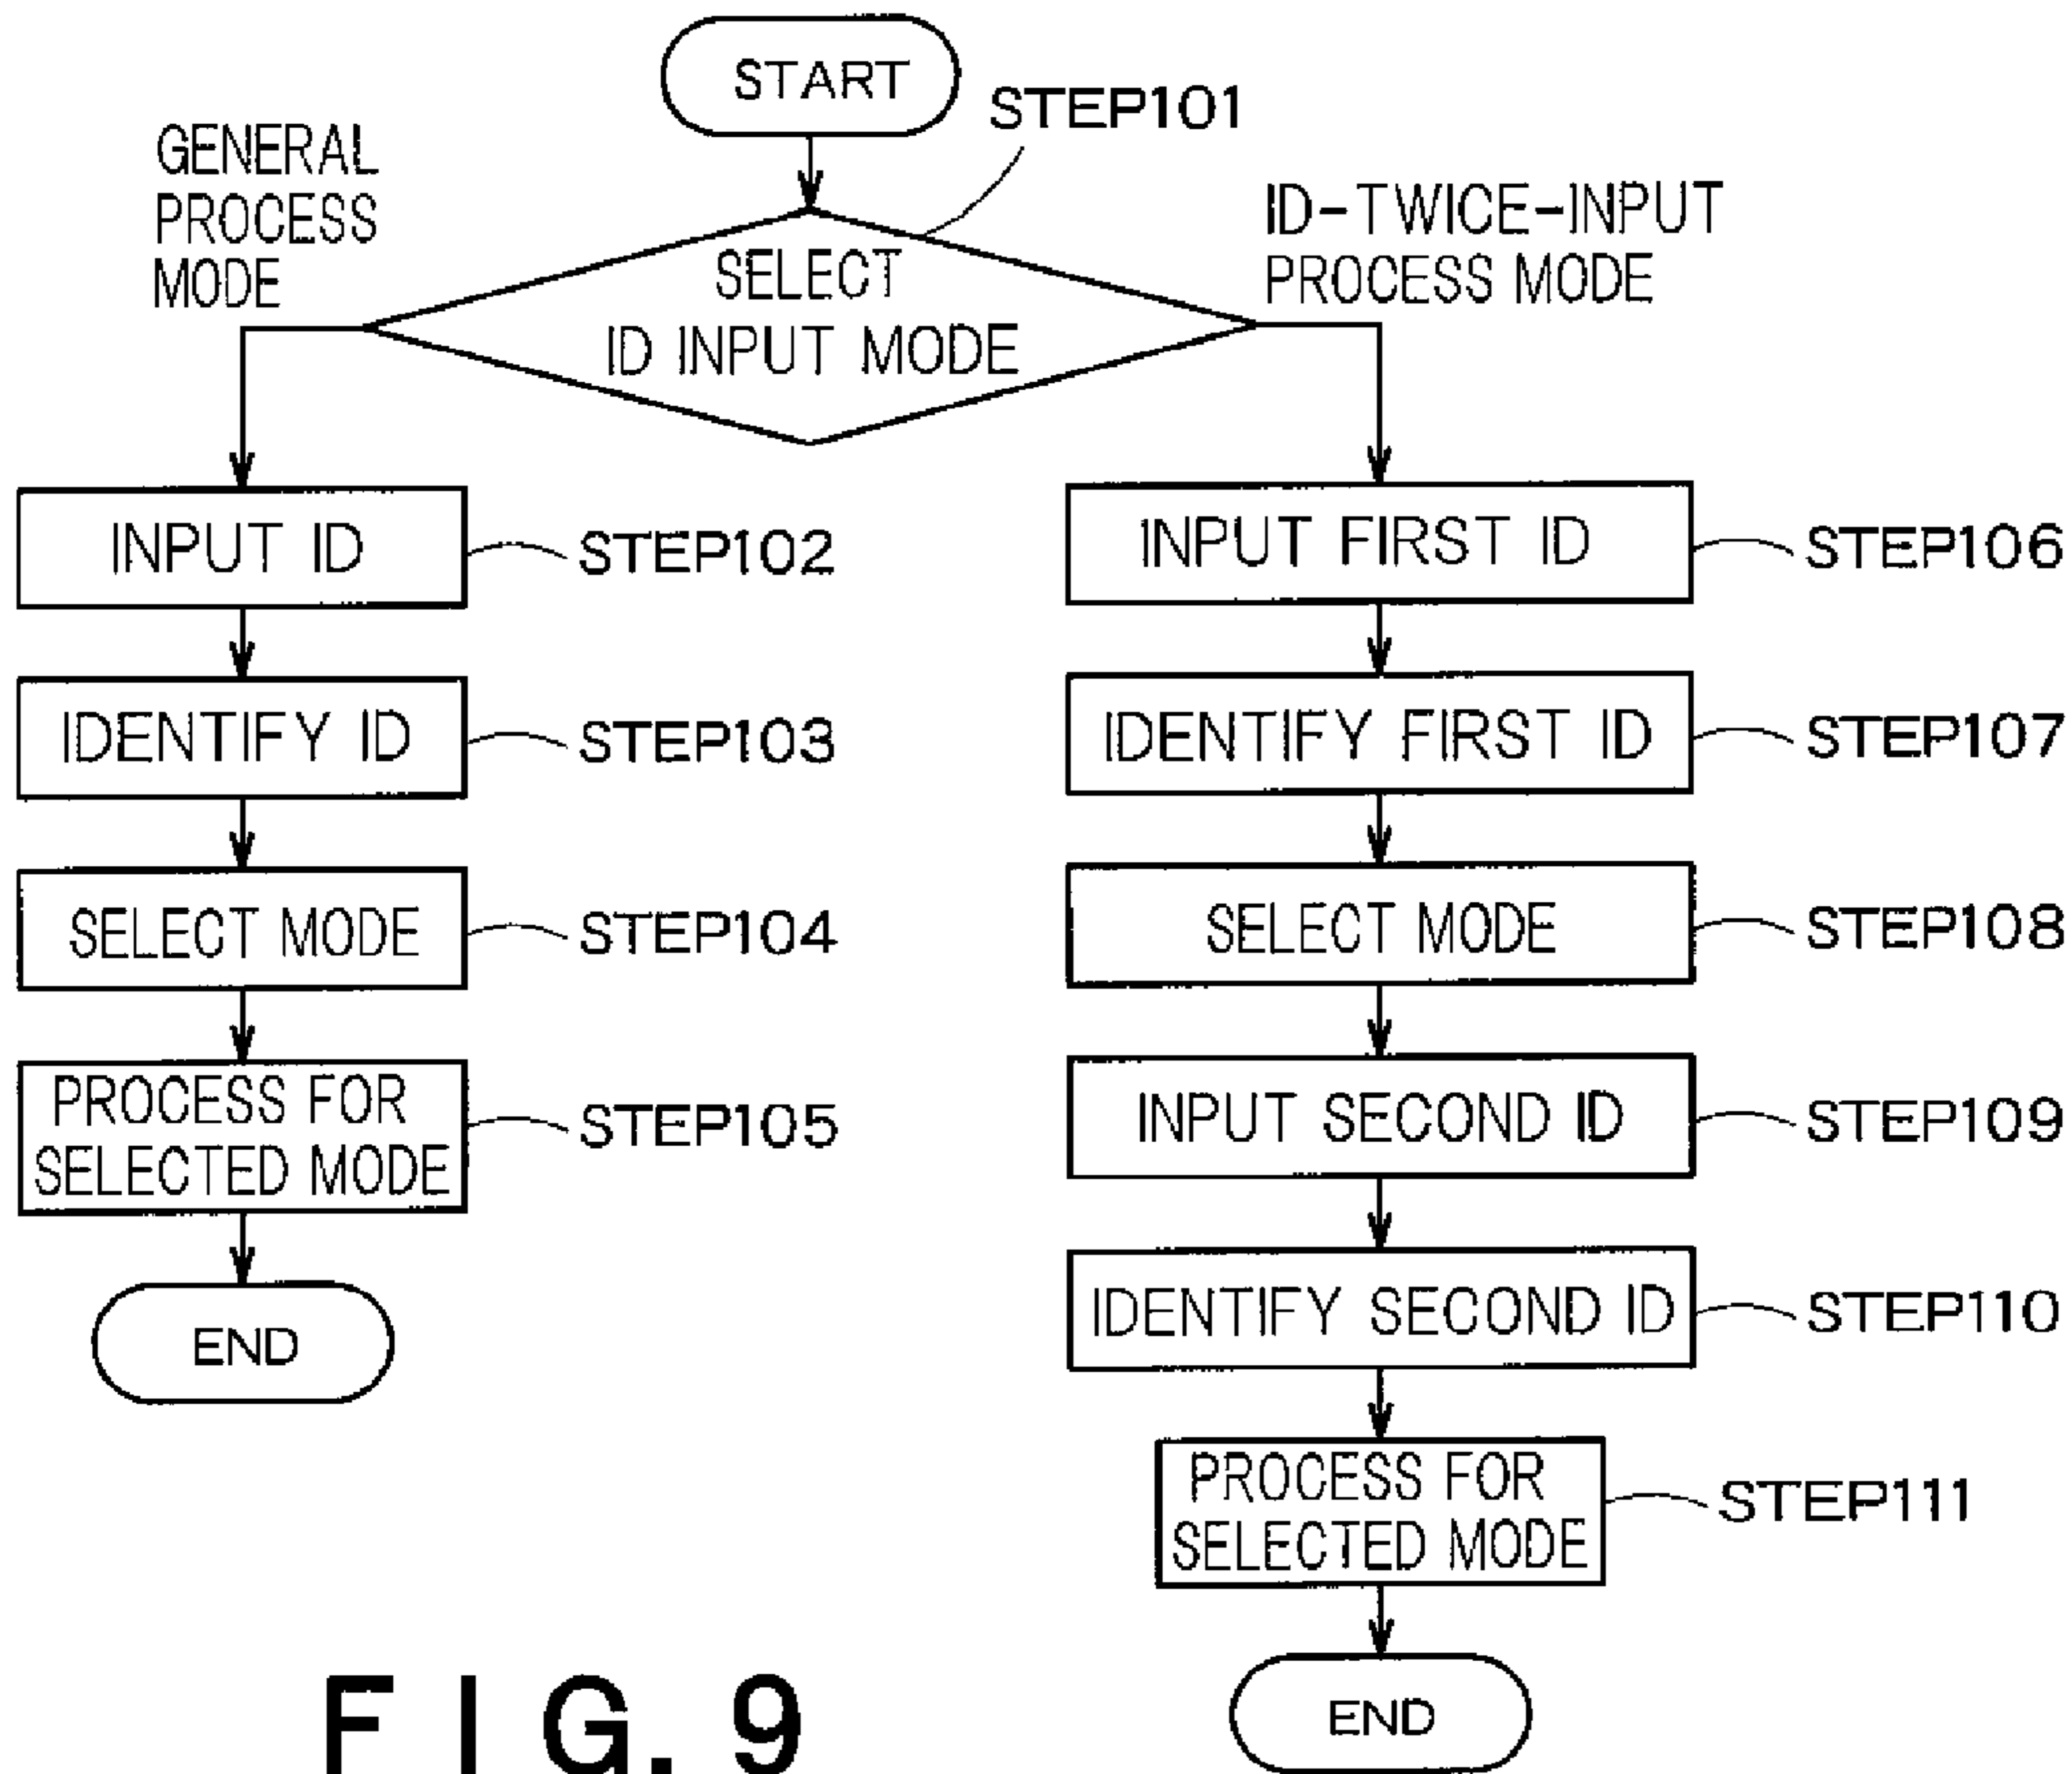 START
STEP101
GENERAL
PROCESS
MODE
SELECT
ID INPUT MODE
ID-TWICE-INPUT
PROCESS MODE
INPUT ID
STEP102
IDENTIFY ID
STEP103
SELECT MODE
STEP104
PROCESS FOR
SELECTED MODE
STEP105
END
INPUT FIRST ID
STEP106
IDENTIFY FIRST ID
STEP107
SELECT MODE
STEP108
INPUT SECOND ID
STEP109
IDENTIFY SECOND ID
STEP110
PROCESS FOR
SELECTED MODE
STEP111
END
FIG. 9